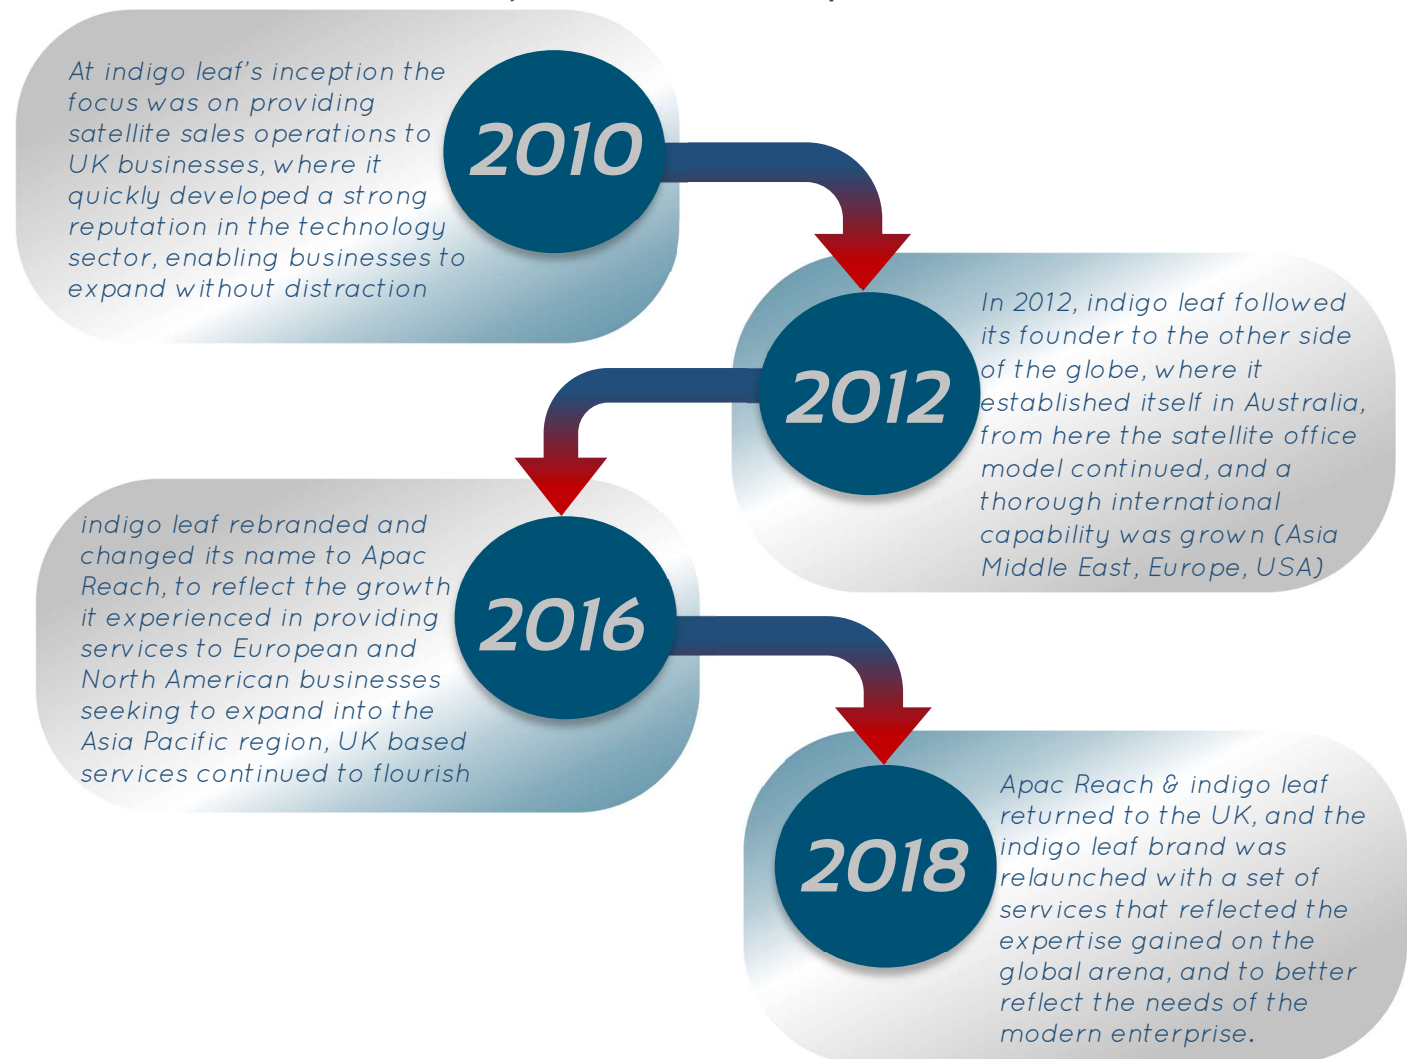 At indigo leaf's inception the
focus was on providing
satellite sales operations to
UK businesses, where it
quickly developed a strong
reputation in the technology
sector, enabling businesses to
expand without distraction
2010
2012
In 2012, indigo leaf followed
its founder to the other side
of the globe, where it
established itself in Australia,
from here the satellite office
model continued, and a
thorough international
capability was grown (Asia
Middle East, Europe, USA)
indigo leaf rebranded and
changed its name to Apac
Reach, to reflect the growth
it experienced in providing
services to European and
North American businesses
seeking to expand into the
Asia Pacific region, UK based
services continued to flourish
2016
2018
Apac Reach & indigo leaf
returned to the UK, and the
indigo leaf brand was
relaunched with a set of
services that reflected the
expertise gained on the
global arena, and to better
reflect the needs of the
modern enterprise.